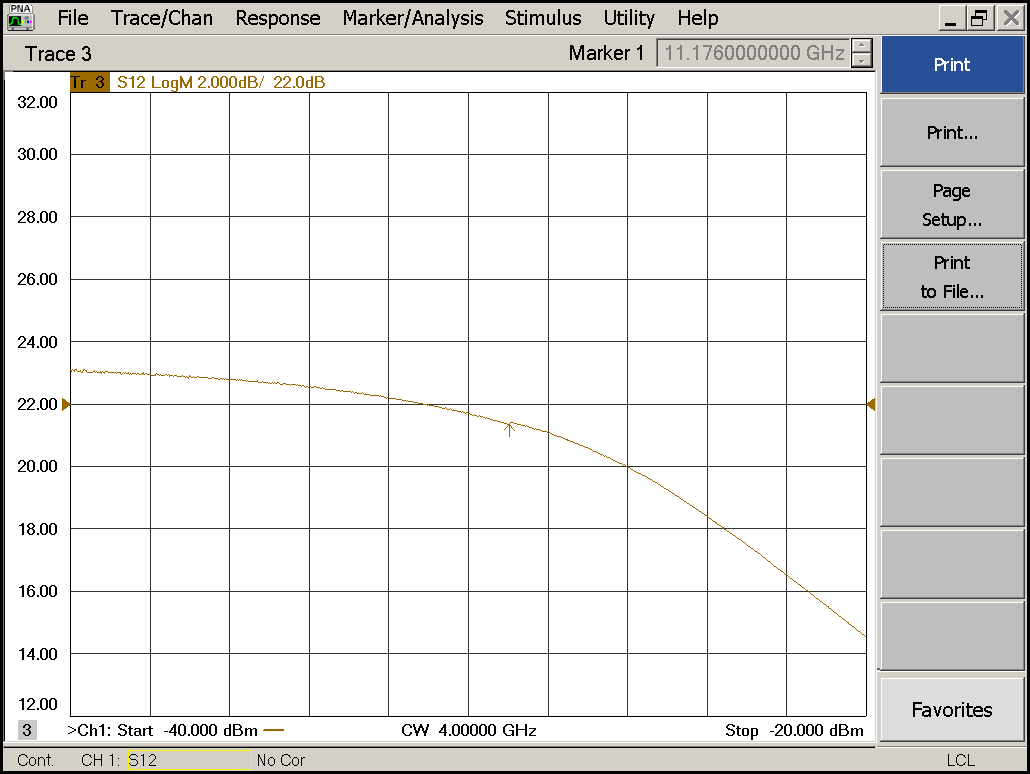 PNA File Trace/Chan Response Marker/Analysis Stimulus Utility Help
Trace 3 Marker 1 11.1760000000 GHz
Print
Tr 3 S12 LogM 2.000dB/ 22.0dB
32.00
Print...
30.00
Page
Setup...
28.00
Print
to File...
26.00
24.00
22.00
20.00
18.00
16.00
14.00
12.00
Favorites
3 >Ch1: Start -40.000 dBm CW 4.00000 GHz Stop -20.000 dBm
Cont. CH 1: S12 No Cor LCL